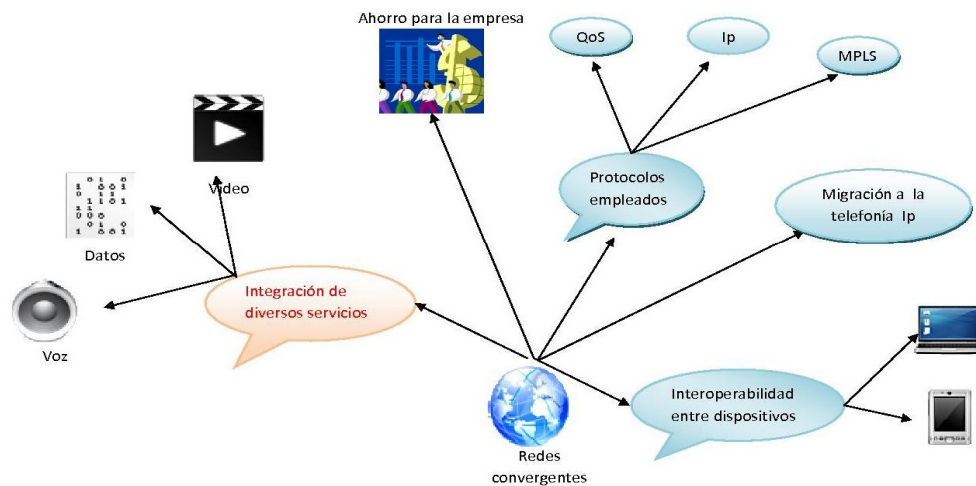 Ahorro para la empresa
QoS
Ip
MPLS
Protocolos
empleados
Migración a la
telefonía Ip
Video
Datos
Voz
Integración de
diversos servicios
Interoperabilidad
entre dispositivos
Redes
convergentes